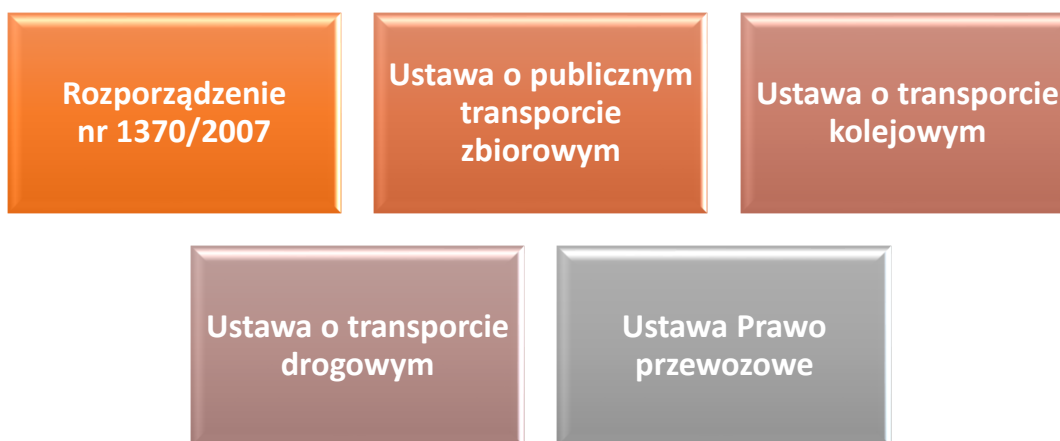 Rozporządzenie
nr 1370/2007
Ustawa o publicznym
transporcie
zbiorowym
Ustawa o transporcie
kolejowym
Ustawa o transporcie
drogowym
Ustawa Prawo
przewozowe